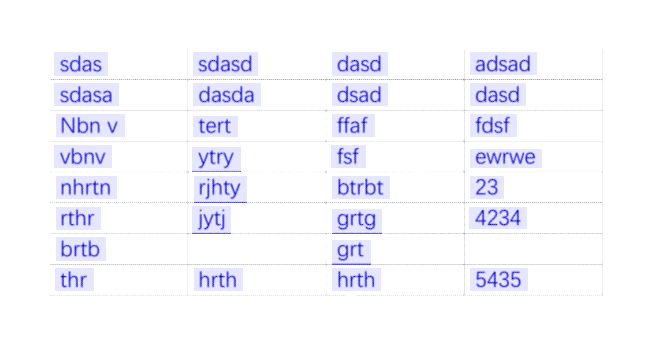 sdas sdasd dasd adsad
sdasa dasda dsad dasd
Nbn v tert ffaf fdsf
vbnv ytry fsf ewrwe
nhrtn rjhty btrbt 23
rthr jytj grtg 4234
brtb grt
thr hrth hrth 5435